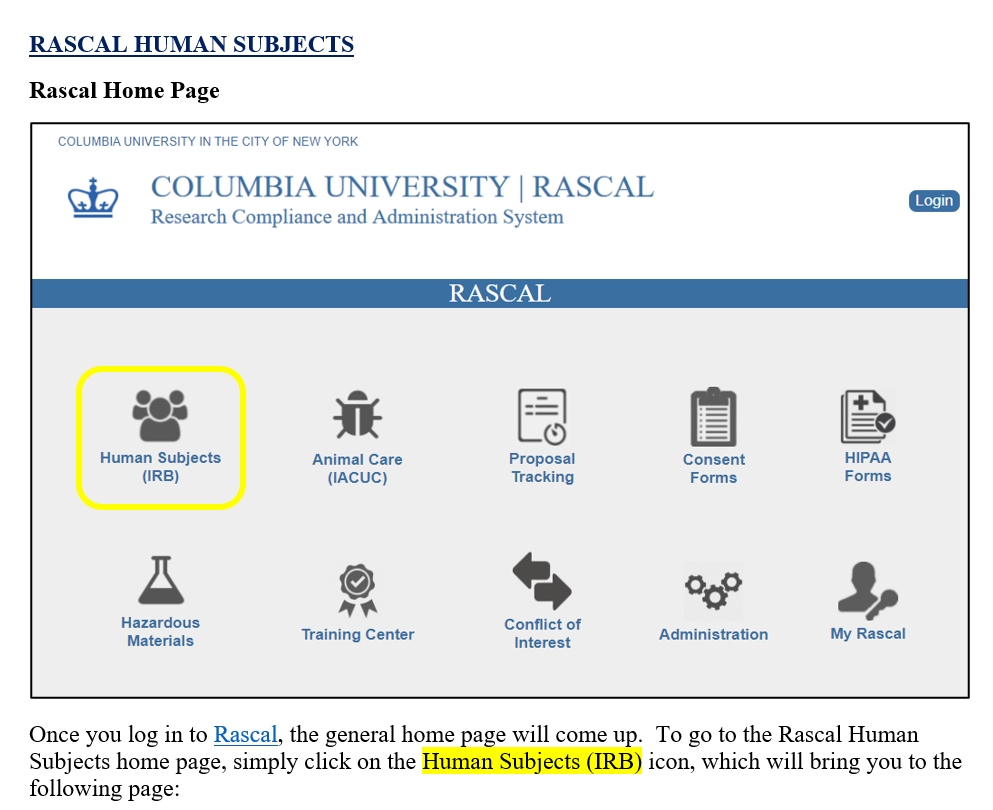 RASCAL HUMAN SUBJECTS
Rascal Home Page
COLUMBIA UNIVERSITY IN THE CITY OF NEW YORK
COLUMBIA UNIVERSITY | RASCAL
Research Compliance and Administration System
Login
RASCAL
Human Subjects
(IRB)
Animal Care
(IACUC)
Proposal
Tracking
Consent
Forms
HIPAA
Forms
Hazardous
Materials
Training Center
Conflict of
Interest
Administration
My Rascal
Once you log in to Rascal, the general home page will come up.  To go to the Rascal Human
Subjects home page, simply click on the Human Subjects (IRB) icon, which will bring you to the
following page: